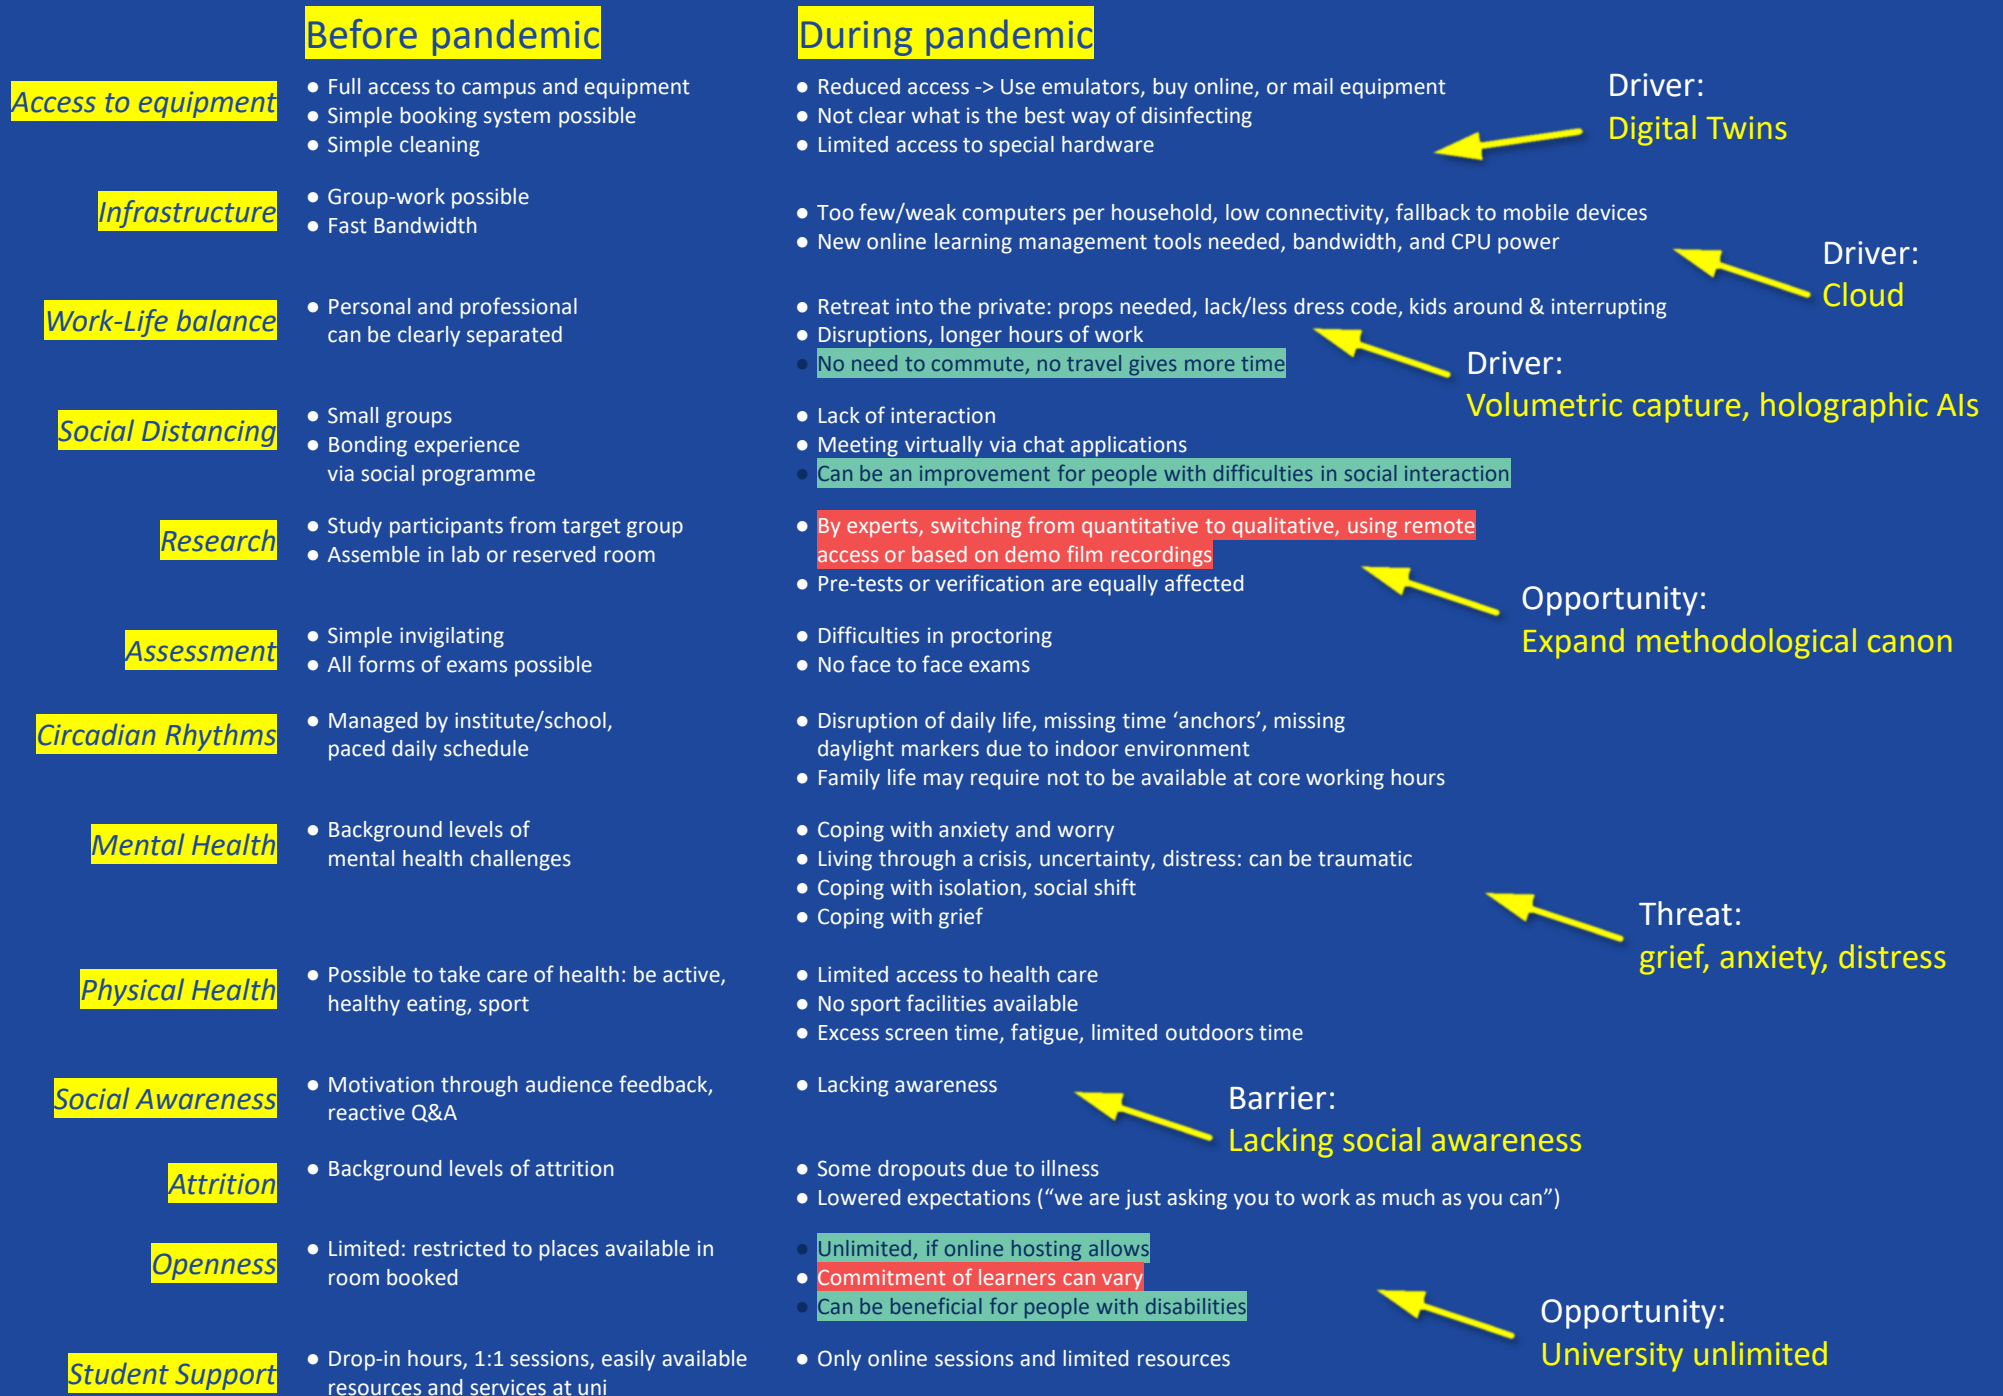 Before pandemic
During pandemic
Access to equipment
● Full access to campus and equipment
● Simple booking system possible
● Simple cleaning
● Reduced access -> Use emulators, buy online, or mail equipment
● Not clear what is the best way of disinfecting
● Limited access to special hardware
Driver:
Digital Twins
Infrastructure
● Group-work possible
● Fast Bandwidth
● Too few/weak computers per household, low connectivity, fallback to mobile devices
● New online learning management tools needed, bandwidth, and CPU power
Driver:
Cloud
Work-Life balance
● Personal and professional
can be clearly separated
● Retreat into the private: props needed, lack/less dress code, kids around & interrupting
● Disruptions, longer hours of work
● No need to commute, no travel gives more time
Driver:
Volumetric capture, holographic AIs
Social Distancing
● Small groups
● Bonding experience
via social programme
● Lack of interaction
● Meeting virtually via chat applications
● Can be an improvement for people with difficulties in social interaction
Research
● Study participants from target group
● Assemble in lab or reserved room
● By experts, switching from quantitative to qualitative, using remote
access or based on demo film recordings
● Pre-tests or verification are equally affected
Opportunity:
Expand methodological canon
Assessment
● Simple invigilating
● All forms of exams possible
● Difficulties in proctoring
● No face to face exams
Circadian Rhythms
● Managed by institute/school,
paced daily schedule
● Disruption of daily life, missing time ‘anchors’, missing
daylight markers due to indoor environment
● Family life may require not to be available at core working hours
Mental Health
● Background levels of
mental health challenges
● Coping with anxiety and worry
● Living through a crisis, uncertainty, distress: can be traumatic
● Coping with isolation, social shift
● Coping with grief
Threat:
grief, anxiety, distress
Physical Health
● Possible to take care of health: be active,
healthy eating, sport
● Limited access to health care
● No sport facilities available
● Excess screen time, fatigue, limited outdoors time
Social Awareness
● Motivation through audience feedback,
reactive Q&A
● Lacking awareness
Barrier:
Lacking social awareness
Attrition
● Background levels of attrition
● Some dropouts due to illness
● Lowered expectations (“we are just asking you to work as much as you can”)
Openness
● Limited: restricted to places available in
room booked
● Unlimited, if online hosting allows
● Commitment of learners can vary
● Can be beneficial for people with disabilities
Opportunity:
University unlimited
Student Support
● Drop-in hours, 1:1 sessions, easily available
resources and services at uni
● Only online sessions and limited resources